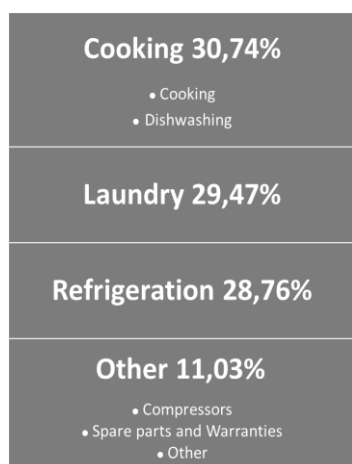 Cooking 30,74%
• Cooking
• Dishwashing
Laundry 29,47%
Refrigeration 28,76%
Other 11,03%
• Compressors
• Spare parts and Warranties
• Other